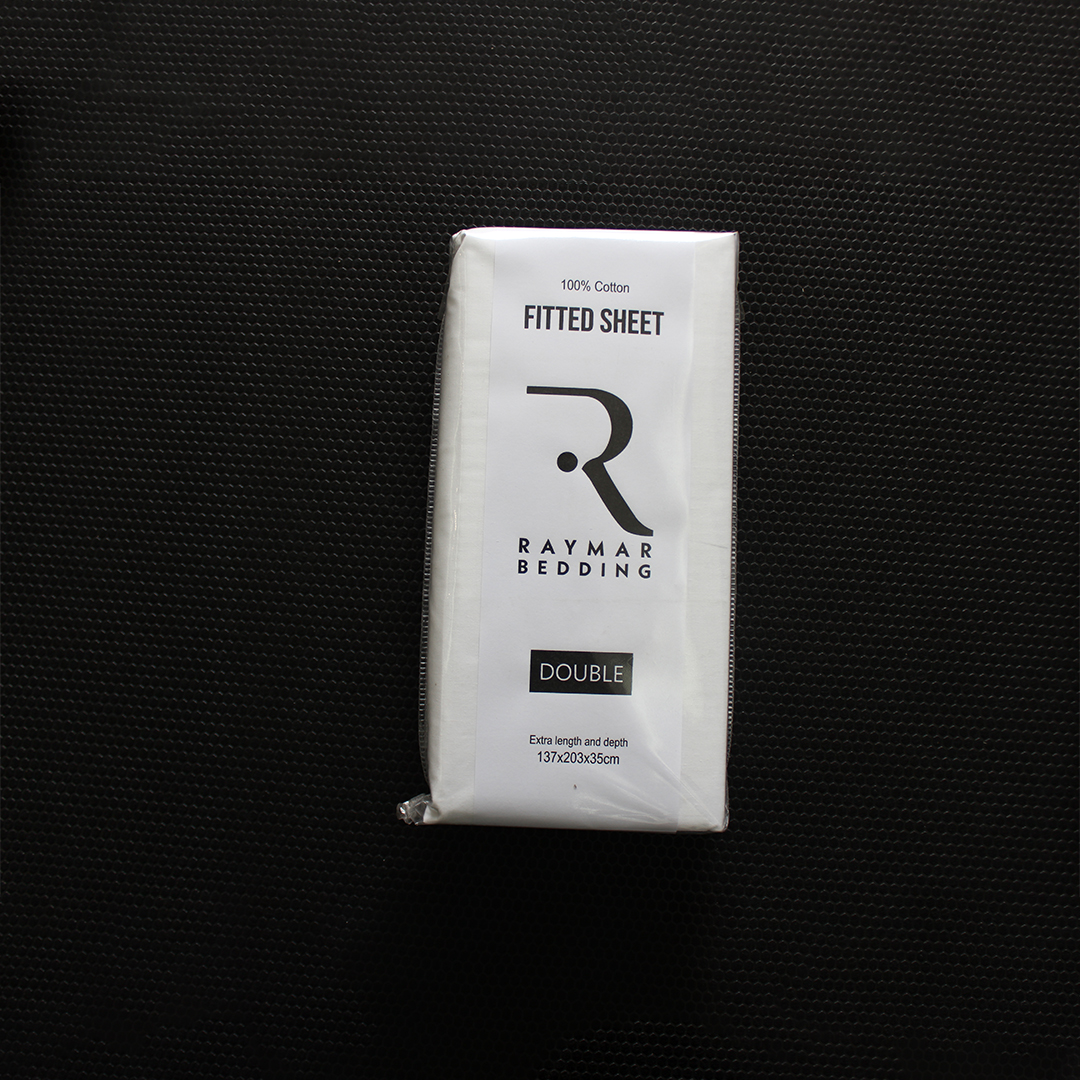 100% Cotton
FITTED SHEET
R
RAYMAR
BEDDING
DOUBLE
Extra length and depth
137x203x35cm